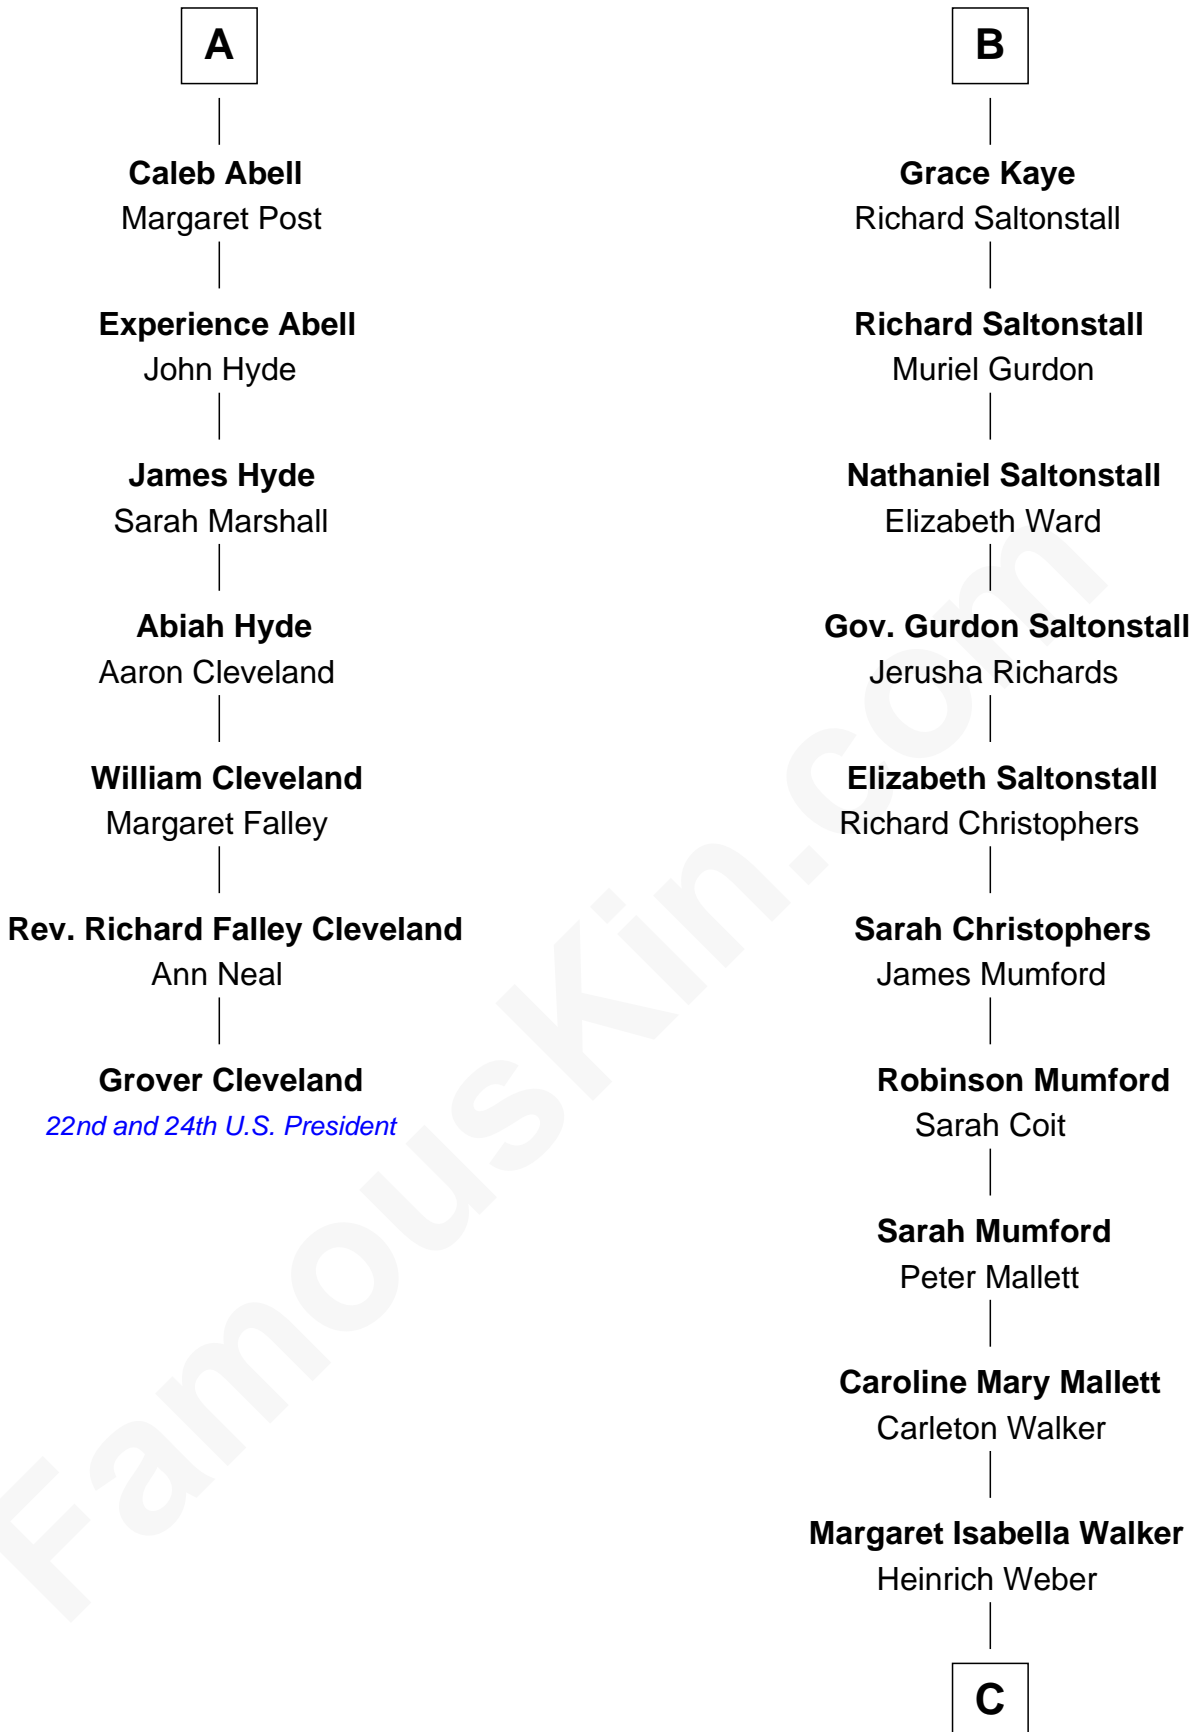 A
Caleb Abell
Margaret Post
Experience Abell
John Hyde
James Hyde
Sarah Marshall
Abiah Hyde
Aaron Cleveland
William Cleveland
Margaret Falley
Rev. Richard Falley Cleveland
Ann Neal
Grover Cleveland
22nd and 24th U.S. President
B
Grace Kaye
Richard Saltonstall
Richard Saltonstall
Muriel Gurdon
Nathaniel Saltonstall
Elizabeth Ward
Gov. Gurdon Saltonstall
Jerusha Richards
Elizabeth Saltonstall
Richard Christophers
Sarah Christophers
James Mumford
Robinson Mumford
Sarah Coit
Sarah Mumford
Peter Mallett
Caroline Mary Mallett
Carleton Walker
Margaret Isabella Walker
Heinrich Weber
C
FamousKin.com